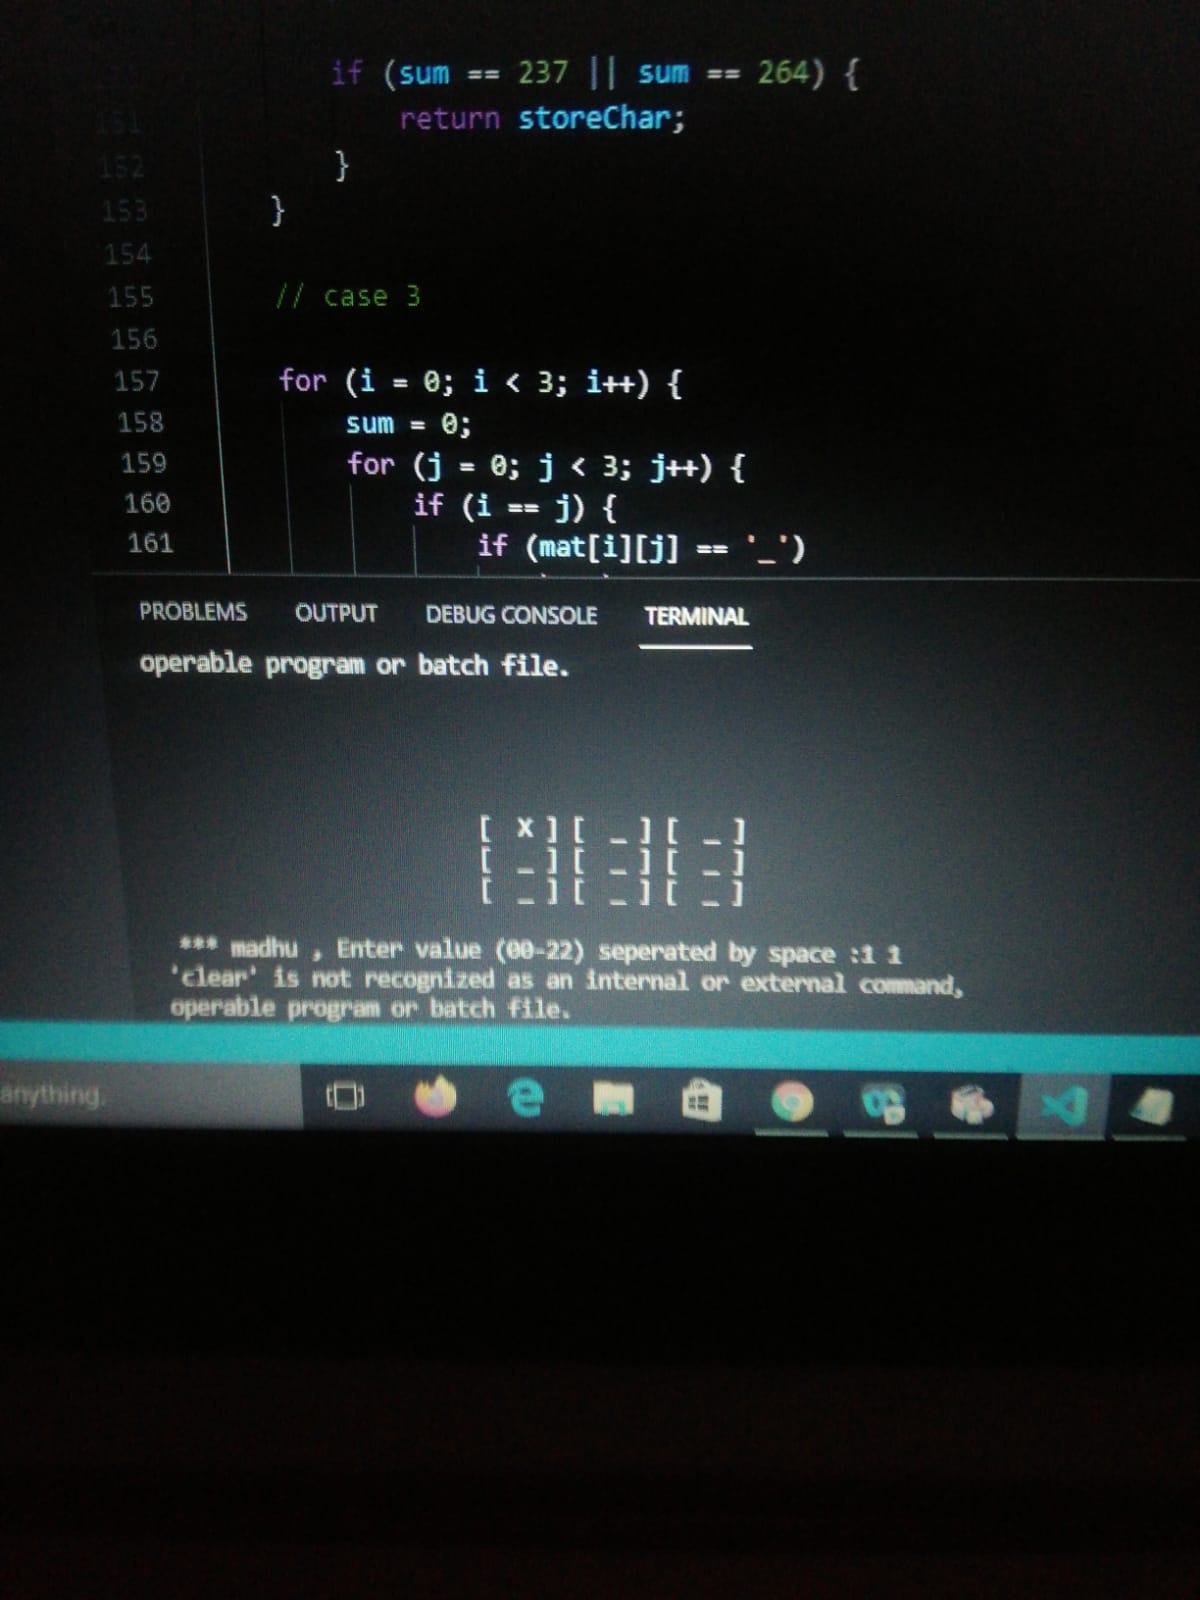 if (sum == 237 || sum == 264) {
151 return storeChar;
152 }
153 }
154
155 // case 3
156
157 for (i = 0; i < 3; i++) {
158 sum = 0;
159 for (j = 0; j < 3; j++) {
160 if (i == j) {
161 if (mat[i][j] == '_')
PROBLEMS OUTPUT DEBUG CONSOLE TERMINAL
operable program or batch file.
[ X ] [ _ ] [ _ ]
[ _ ] [ _ ] [ _ ]
[ _ ] [ _ ] [ _ ]
*** madhu , Enter value (00-22) seperated by space :1 1
'clear' is not recognized as an internal or external command,
operable program or batch file.
anything.